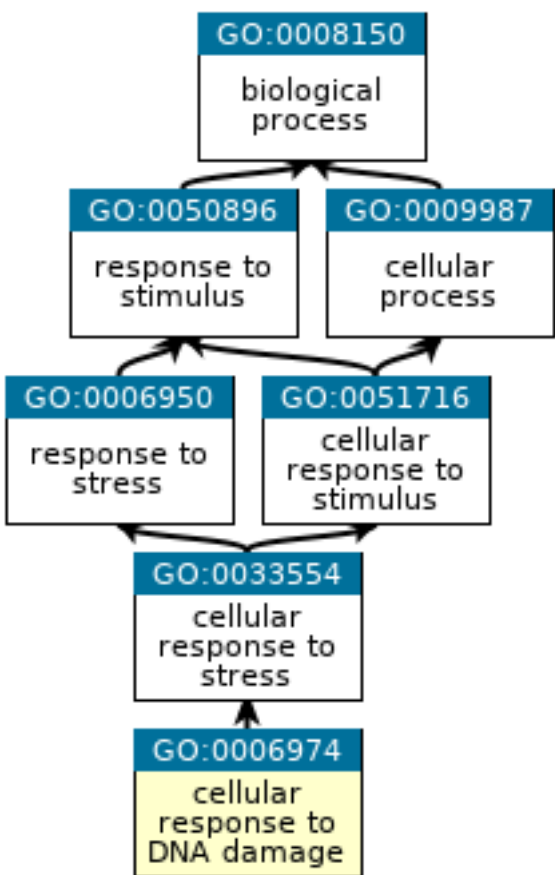 GO:0008150
biological
process
GO:0050896
response to
stimulus
GO:0009987
cellular
process
GO:0006950
response to
stress
GO:0051716
cellular
response to
stimulus
GO:0033554
cellular
response to
stress
GO:0006974
cellular
response to
DNA damage